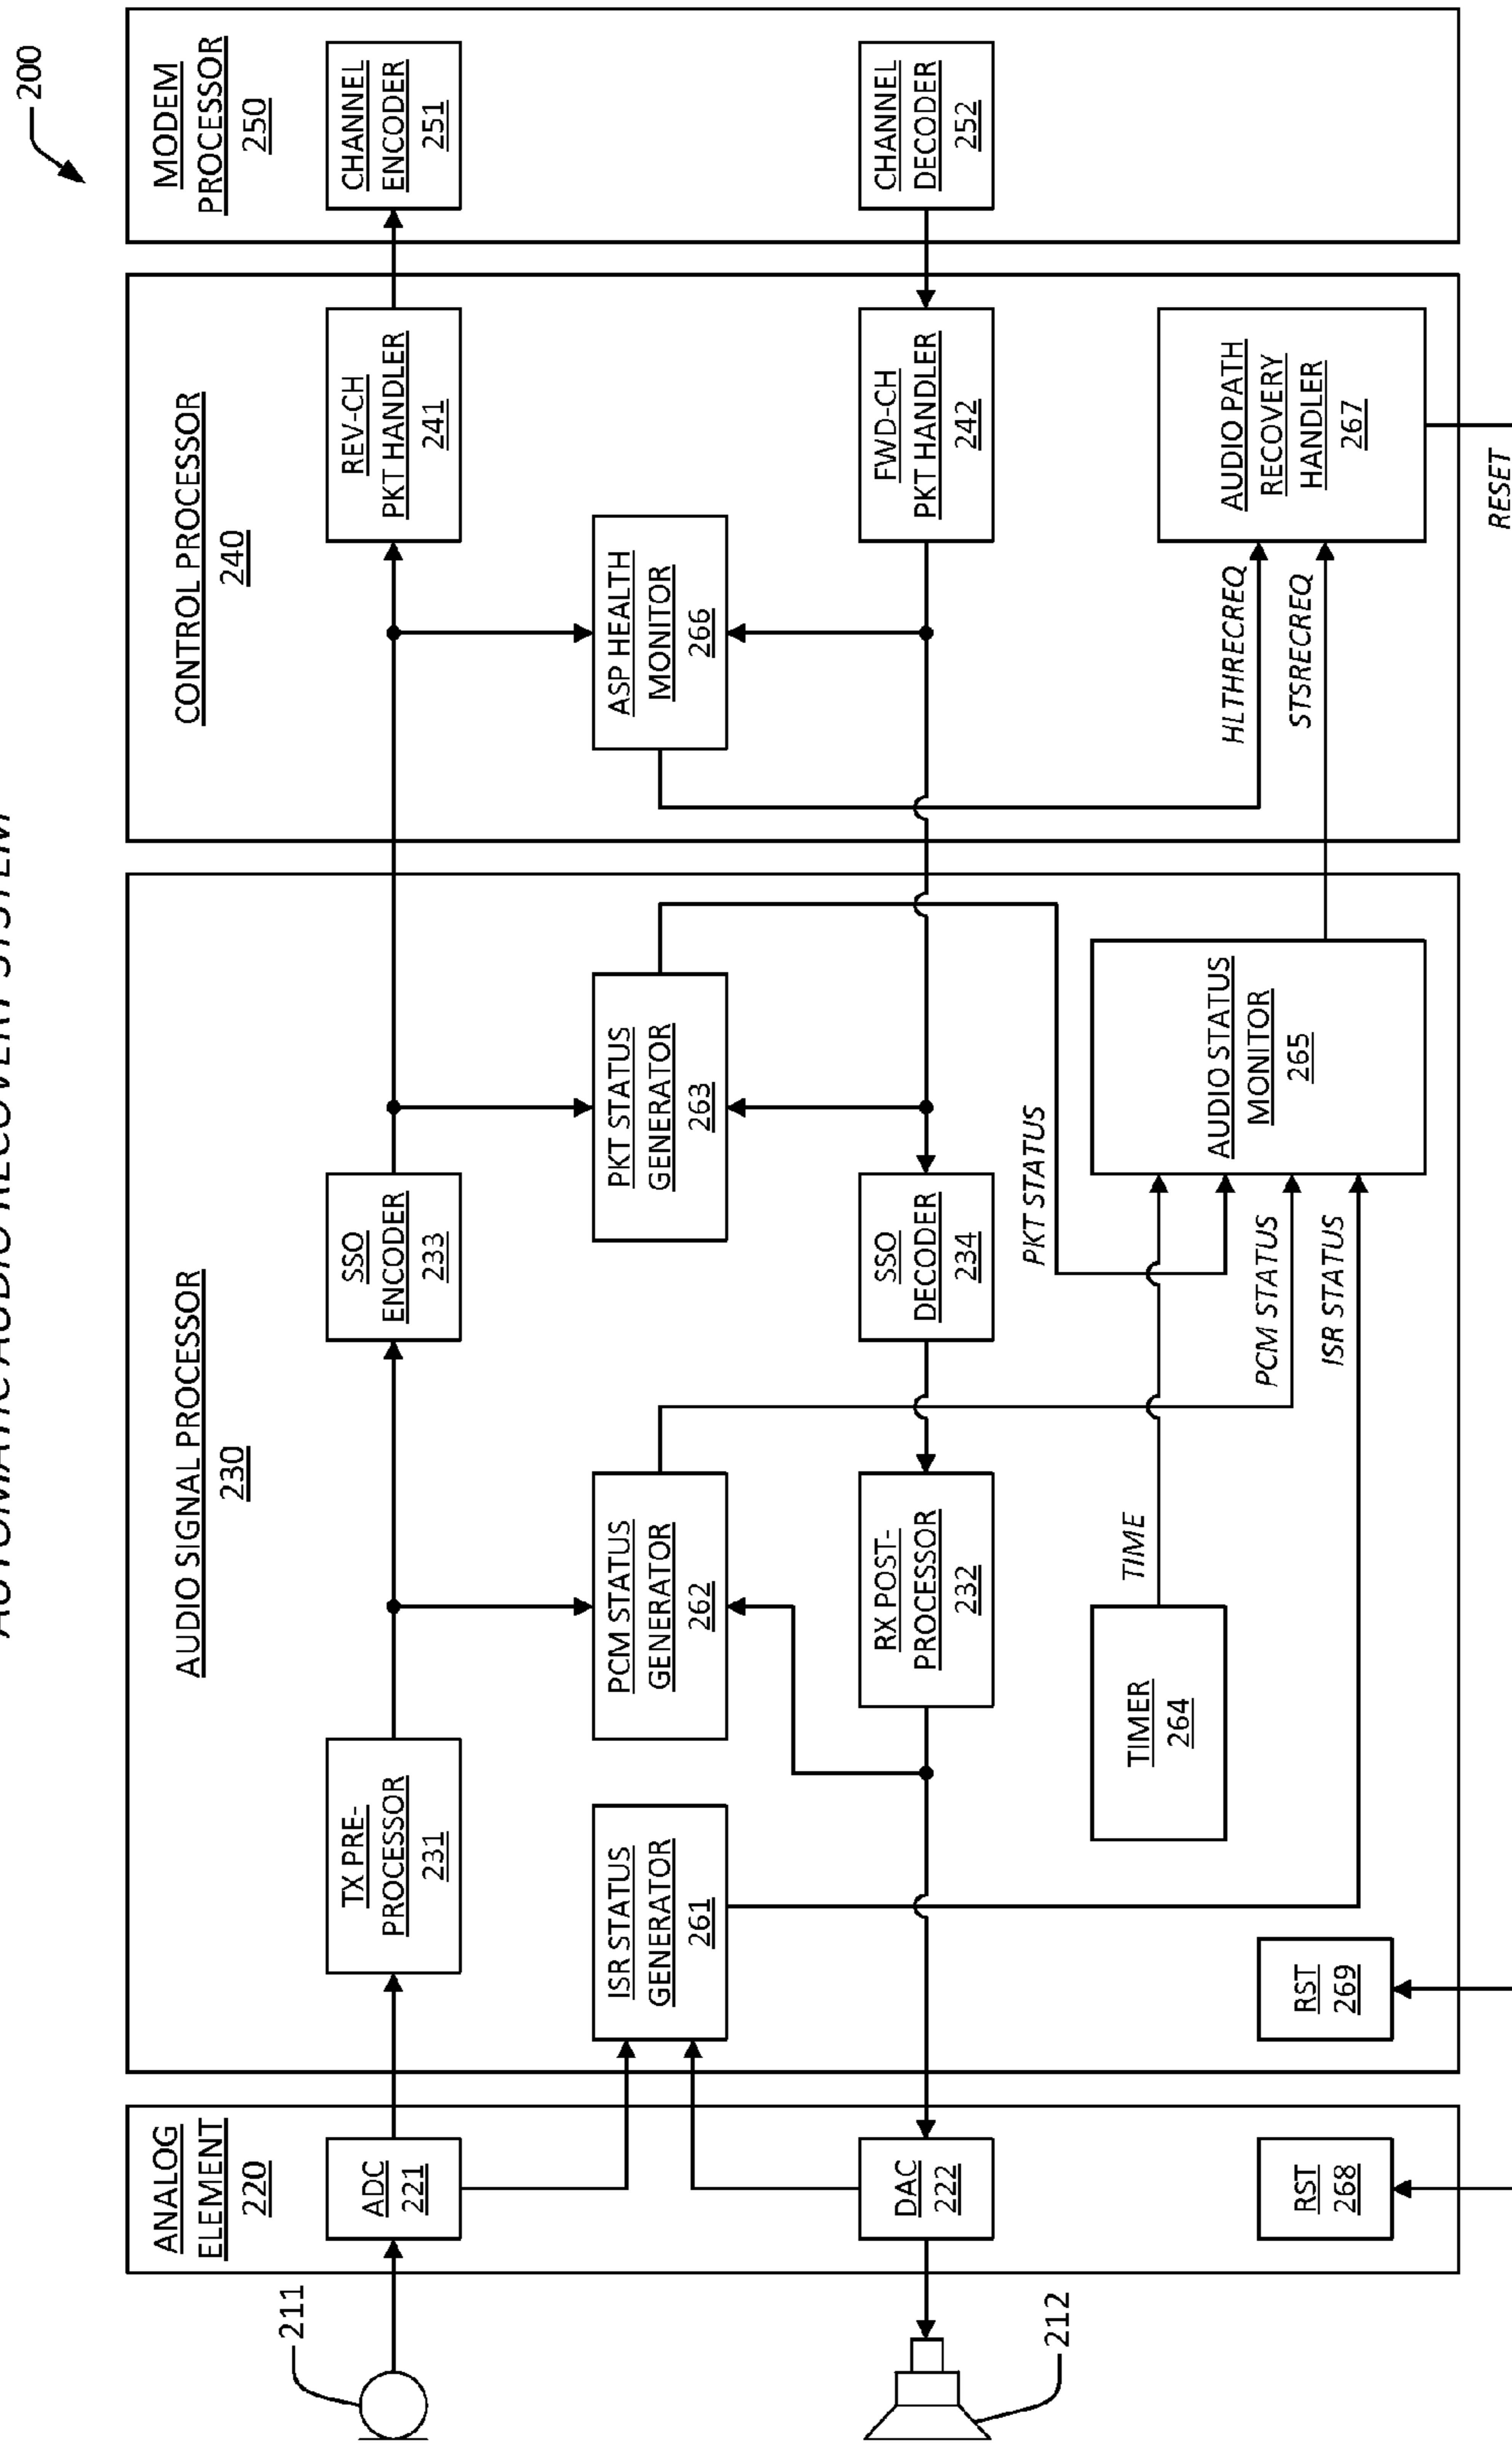 AUTOMATIC AUDIO RECOVERY SYSTEM
200
ANALOG
ELEMENT
220
AUDIO SIGNAL PROCESSOR
230
CONTROL PROCESSOR
240
MODEM
PROCESSOR
250
211
ADC
221
TX PRE-
PROCESSOR
231
SSO
ENCODER
233
REV-CH
PKT HANDLER
241
CHANNEL
ENCODER
251
ISR STATUS
GENERATOR
261
PCM STATUS
GENERATOR
262
PKT STATUS
GENERATOR
263
ASP HEALTH
MONITOR
266
212
DAC
222
RX POST-
PROCESSOR
232
SSO
DECODER
234
FWD-CH
PKT HANDLER
242
CHANNEL
DECODER
252
TIMER
264
TIME
PKT STATUS
PCM STATUS
ISR STATUS
AUDIO STATUS
MONITOR
265
HLTHRECREQ
STSRECREQ
AUDIO PATH
RECOVERY
HANDLER
267
RST
268
RST
269
RESET